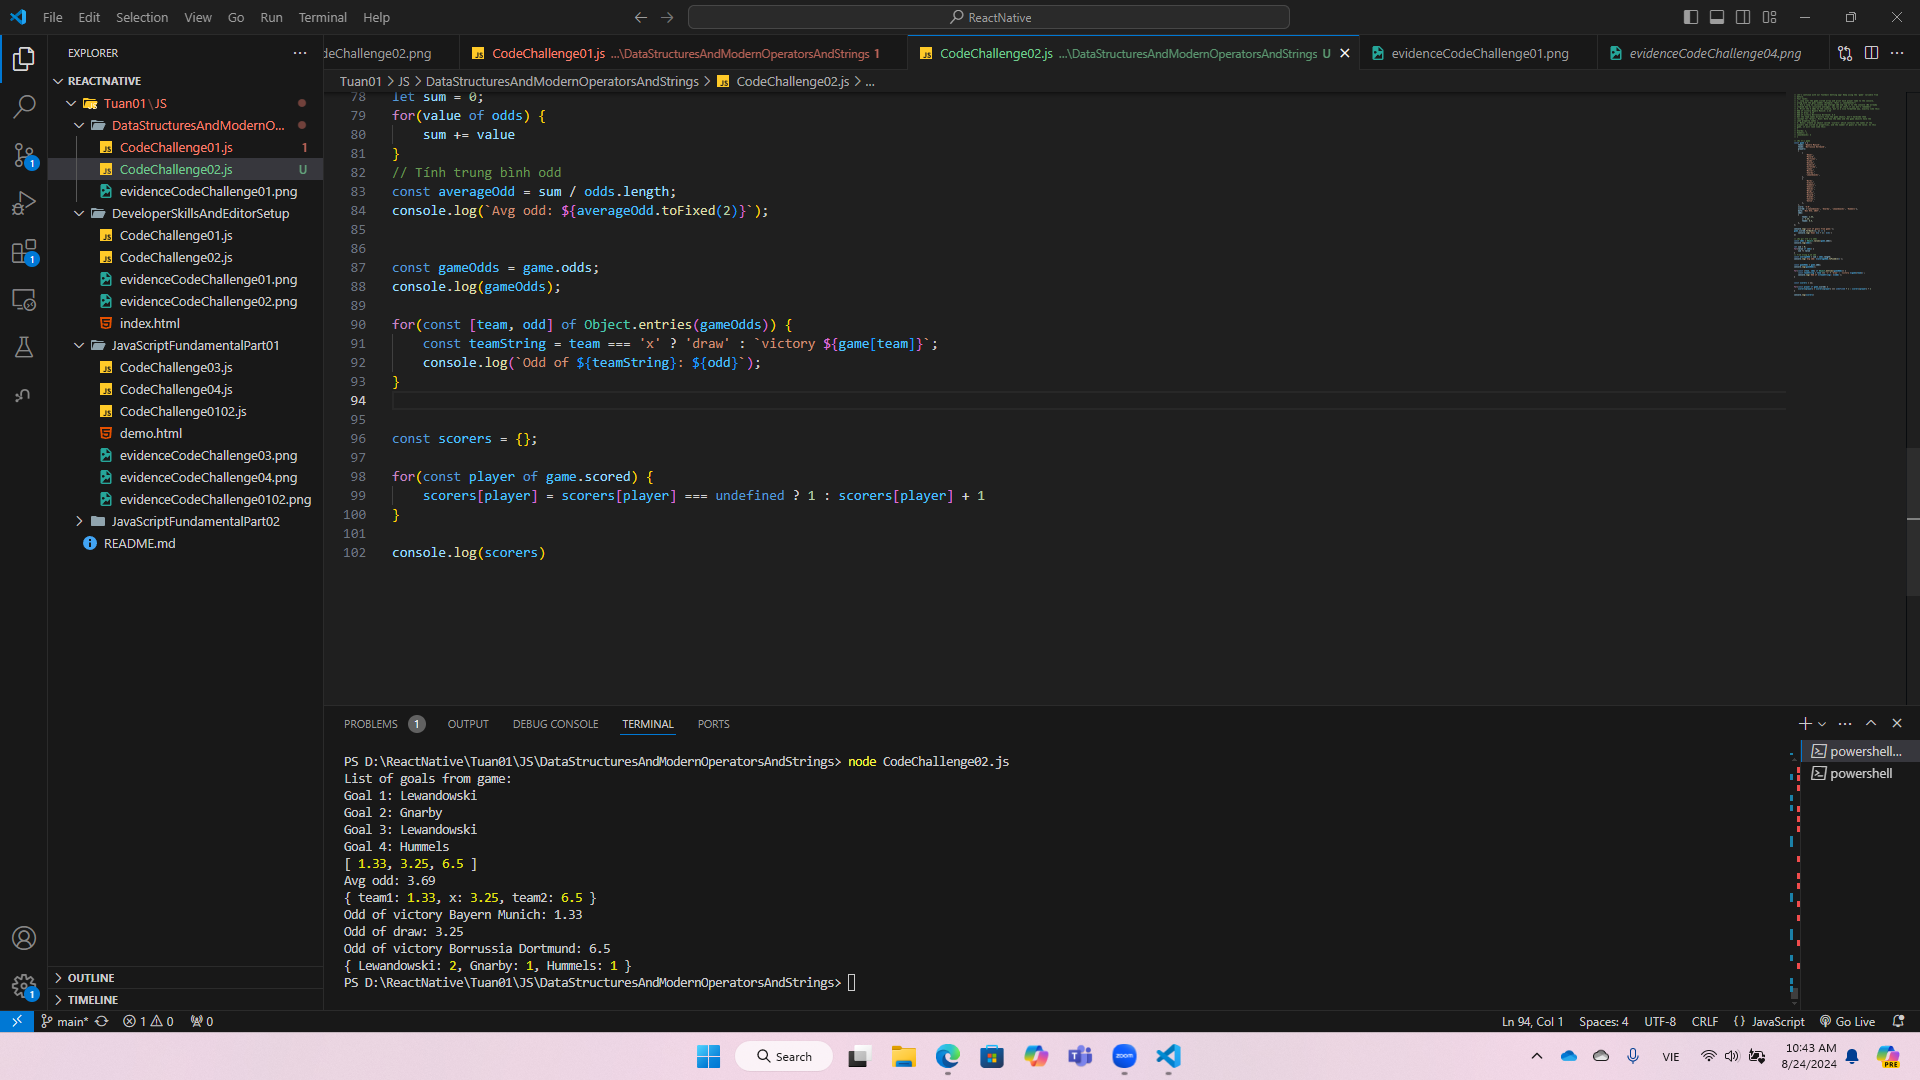 File Edit Selection View Go Run Terminal Help
ReactNative
EXPLORER
deChallenge02.png
CodeChallenge01.js ...\DataStructuresAndModernOperatorsAndStrings 1
CodeChallenge02.js ...\DataStructuresAndModernOperatorsAndStrings U
evidenceCodeChallenge01.png
evidenceCodeChallenge04.png
Tuan01 > JS > DataStructuresAndModernOperatorsAndStrings > CodeChallenge02.js > ...
REACTNATIVE
Tuan01\JS
DataStructuresAndModernO...
CodeChallenge01.js 1
CodeChallenge02.js U
evidenceCodeChallenge01.png
DeveloperSkillsAndEditorSetup
CodeChallenge01.js
CodeChallenge02.js
evidenceCodeChallenge01.png
evidenceCodeChallenge02.png
index.html
JavaScriptFundamentalPart01
CodeChallenge03.js
CodeChallenge04.js
CodeChallenge0102.js
demo.html
evidenceCodeChallenge03.png
evidenceCodeChallenge04.png
evidenceCodeChallenge0102.png
JavaScriptFundamentalPart02
README.md
OUTLINE
TIMELINE
78 let sum = 0;
79 for(value of odds) {
80 sum += value
81 }
82 // Tính trung bình odd
83 const averageOdd = sum / odds.length;
84 console.log(`Avg odd: ${averageOdd.toFixed(2)}`);
85
86
87 const gameOdds = game.odds;
88 console.log(gameOdds);
89
90 for(const [team, odd] of Object.entries(gameOdds)) {
91 const teamString = team === 'x' ? 'draw' : `victory ${game[team]}`;
92 console.log(`Odd of ${teamString}: ${odd}`);
93 }
94
95
96 const scorers = {};
97
98 for(const player of game.scored) {
99 scorers[player] = scorers[player] === undefined ? 1 : scorers[player] + 1
100 }
101
102 console.log(scorers)
PROBLEMS 1 OUTPUT DEBUG CONSOLE TERMINAL PORTS
PS D:\ReactNative\Tuan01\JS\DataStructuresAndModernOperatorsAndStrings> node CodeChallenge02.js
List of goals from game:
Goal 1: Lewandowski
Goal 2: Gnarby
Goal 3: Lewandowski
Goal 4: Hummels
[ 1.33, 3.25, 6.5 ]
Avg odd: 3.69
{ team1: 1.33, x: 3.25, team2: 6.5 }
Odd of victory Bayern Munich: 1.33
Odd of draw: 3.25
Odd of victory Borrussia Dortmund: 6.5
{ Lewandowski: 2, Gnarby: 1, Hummels: 1 }
PS D:\ReactNative\Tuan01\JS\DataStructuresAndModernOperatorsAndStrings>
powershell...
powershell
main* 1 0 0
Ln 94, Col 1 Spaces: 4 UTF-8 CRLF {} JavaScript Go Live
Search
zoom
VIE
10:43 AM
8/24/2024
PRE